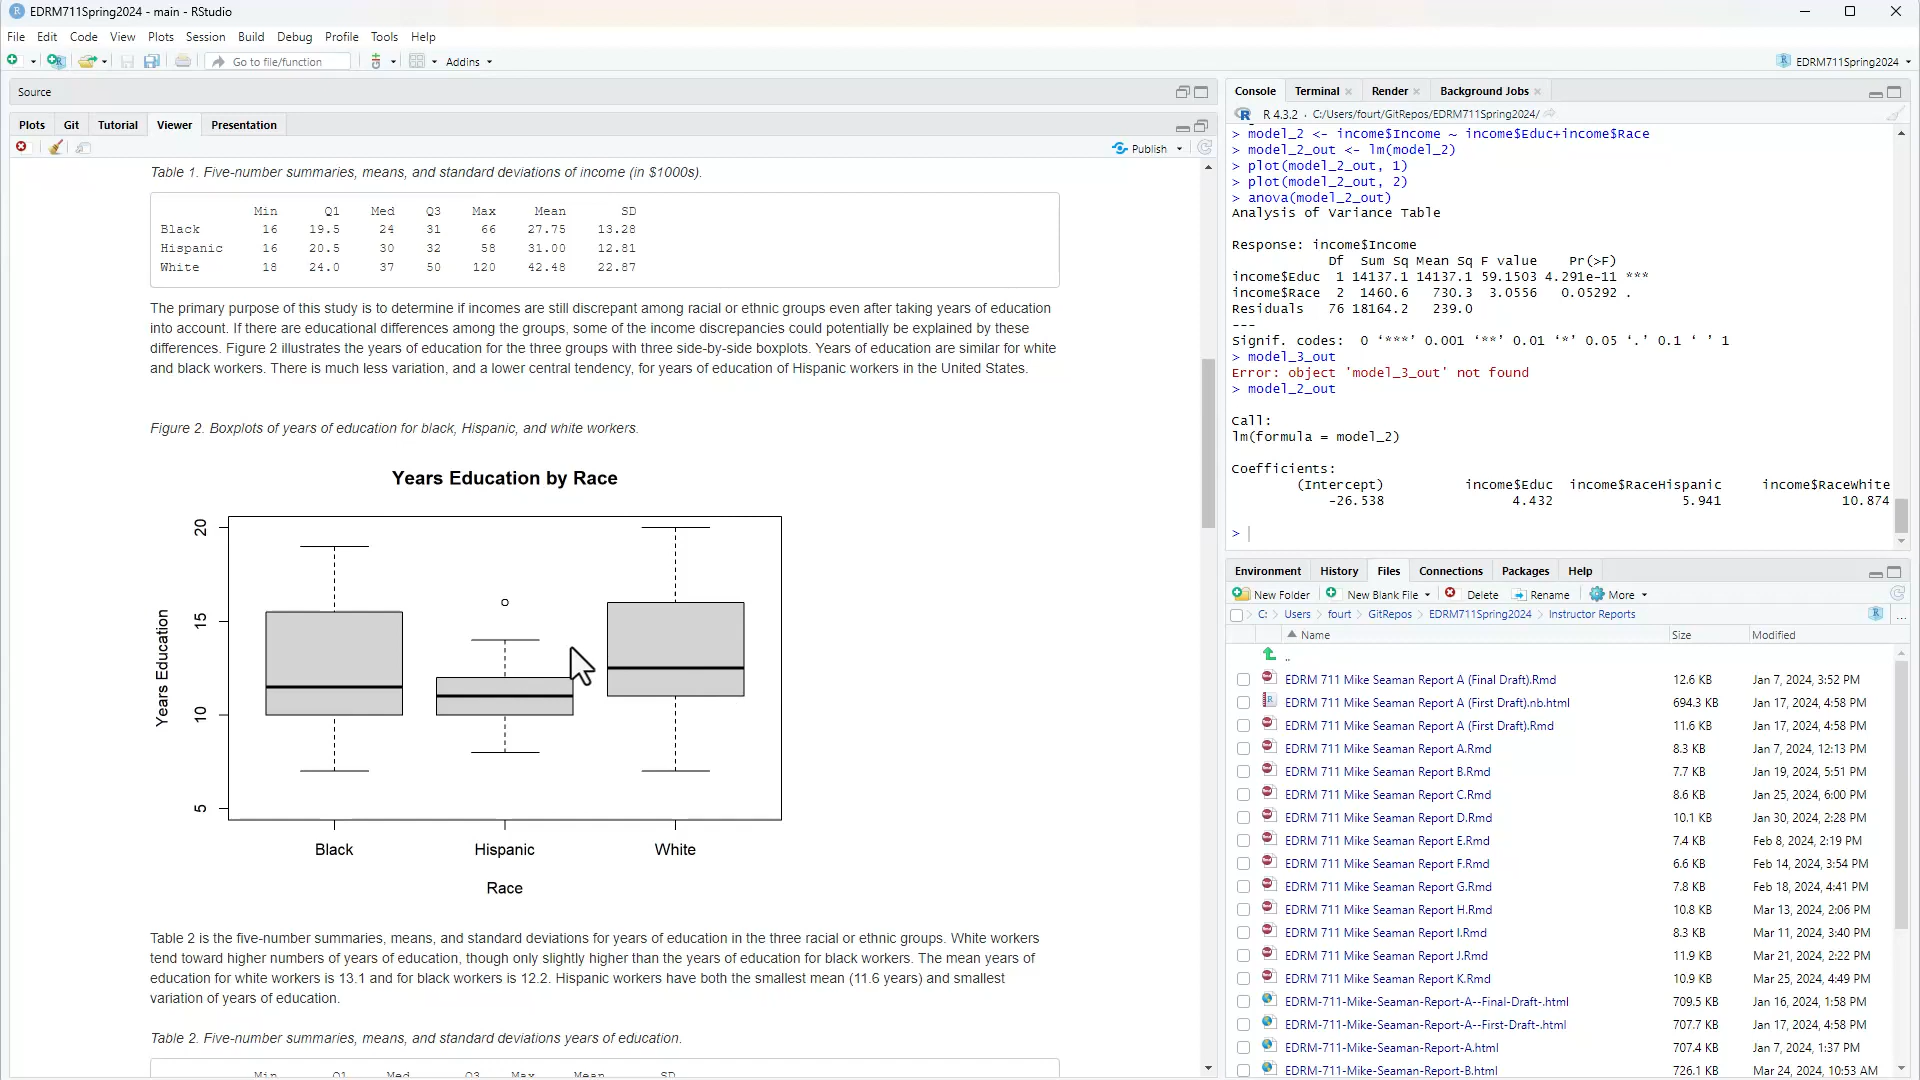 EDRM711Spring2024 - main - RStudio
File Edit Code View Plots Session Build Debug Profile Tools Help
Go to file/function Addins EDRM711Spring2024
Source
Plots Git Tutorial Viewer Presentation
Publish
Table 1. Five-number summaries, means, and standard deviations of income (in $1000s).
Min Q1 Med Q3 Max Mean SD
Black 16 19.5 24 31 66 27.75 13.28
Hispanic 16 20.5 30 32 58 31.00 12.81
White 18 24.0 37 50 120 42.48 22.87
The primary purpose of this study is to determine if incomes are still discrepant among racial or ethnic groups even after taking years of education
into account. If there are educational differences among the groups, some of the income discrepancies could potentially be explained by these
differences. Figure 2 illustrates the years of education for the three groups with three side-by-side boxplots. Years of education are similar for white
and black workers. There is much less variation, and a lower central tendency, for years of education of Hispanic workers in the United States.
Figure 2. Boxplots of years of education for black, Hispanic, and white workers.
Years Education by Race
Years Education
20
15
10
5
Black Hispanic White
Race
Table 2 is the five-number summaries, means, and standard deviations for years of education in the three racial or ethnic groups. White workers
tend toward higher numbers of years of education, though only slightly higher than the years of education for black workers. The mean years of
education for white workers is 13.1 and for black workers is 12.2. Hispanic workers have both the smallest mean (11.6 years) and smallest
variation of years of education.
Table 2. Five-number summaries, means, and standard deviations years of education.
Min Q1 Med Q3 Max Mean SD
Console Terminal Render Background Jobs
R 4.3.2 · C:/Users/fourt/GitRepos/EDRM711Spring2024/
> model_2 <- income$Income ~ income$Educ+income$Race
> model_2_out <- lm(model_2)
> plot(model_2_out, 1)
> plot(model_2_out, 2)
> anova(model_2_out)
Analysis of Variance Table
Response: income$Income
Df Sum Sq Mean Sq F value Pr(>F)
income$Educ 1 14137.1 14137.1 59.1503 4.291e-11 ***
income$Race 2 1460.6 730.3 3.0556 0.05292 .
Residuals 76 18164.2 239.0
---
Signif. codes: 0 ‘***’ 0.001 ‘**’ 0.01 ‘*’ 0.05 ‘.’ 0.1 ‘ ’ 1
> model_3_out
Error: object 'model_3_out' not found
> model_2_out
Call:
lm(formula = model_2)
Coefficients:
(Intercept) income$Educ income$RaceHispanic income$RaceWhite
-26.538 4.432 5.941 10.874
>
Environment History Files Connections Packages Help
New Folder New Blank File Delete Rename More
C: Users fourt GitRepos EDRM711Spring2024 Instructor Reports ...
Name Size Modified
..
EDRM 711 Mike Seaman Report A (Final Draft).Rmd 12.6 KB Jan 7, 2024, 3:52 PM
EDRM 711 Mike Seaman Report A (First Draft).nb.html 694.3 KB Jan 17, 2024, 4:58 PM
EDRM 711 Mike Seaman Report A (First Draft).Rmd 11.6 KB Jan 17, 2024, 4:58 PM
EDRM 711 Mike Seaman Report A.Rmd 8.3 KB Jan 7, 2024, 12:13 PM
EDRM 711 Mike Seaman Report B.Rmd 7.7 KB Jan 19, 2024, 5:51 PM
EDRM 711 Mike Seaman Report C.Rmd 8.6 KB Jan 25, 2024, 6:00 PM
EDRM 711 Mike Seaman Report D.Rmd 10.1 KB Jan 30, 2024, 2:28 PM
EDRM 711 Mike Seaman Report E.Rmd 7.4 KB Feb 8, 2024, 2:19 PM
EDRM 711 Mike Seaman Report F.Rmd 6.6 KB Feb 14, 2024, 3:54 PM
EDRM 711 Mike Seaman Report G.Rmd 7.8 KB Feb 18, 2024, 4:41 PM
EDRM 711 Mike Seaman Report H.Rmd 10.8 KB Mar 13, 2024, 2:06 PM
EDRM 711 Mike Seaman Report I.Rmd 8.3 KB Mar 11, 2024, 3:40 PM
EDRM 711 Mike Seaman Report J.Rmd 11.9 KB Mar 21, 2024, 2:22 PM
EDRM 711 Mike Seaman Report K.Rmd 10.9 KB Mar 25, 2024, 4:49 PM
EDRM-711-Mike-Seaman-Report-A--Final-Draft-.html 709.5 KB Jan 16, 2024, 1:58 PM
EDRM-711-Mike-Seaman-Report-A--First-Draft-.html 707.7 KB Jan 17, 2024, 4:58 PM
EDRM-711-Mike-Seaman-Report-A.html 707.4 KB Jan 7, 2024, 1:37 PM
EDRM-711-Mike-Seaman-Report-B.html 726.1 KB Mar 24, 2024, 10:53 AM